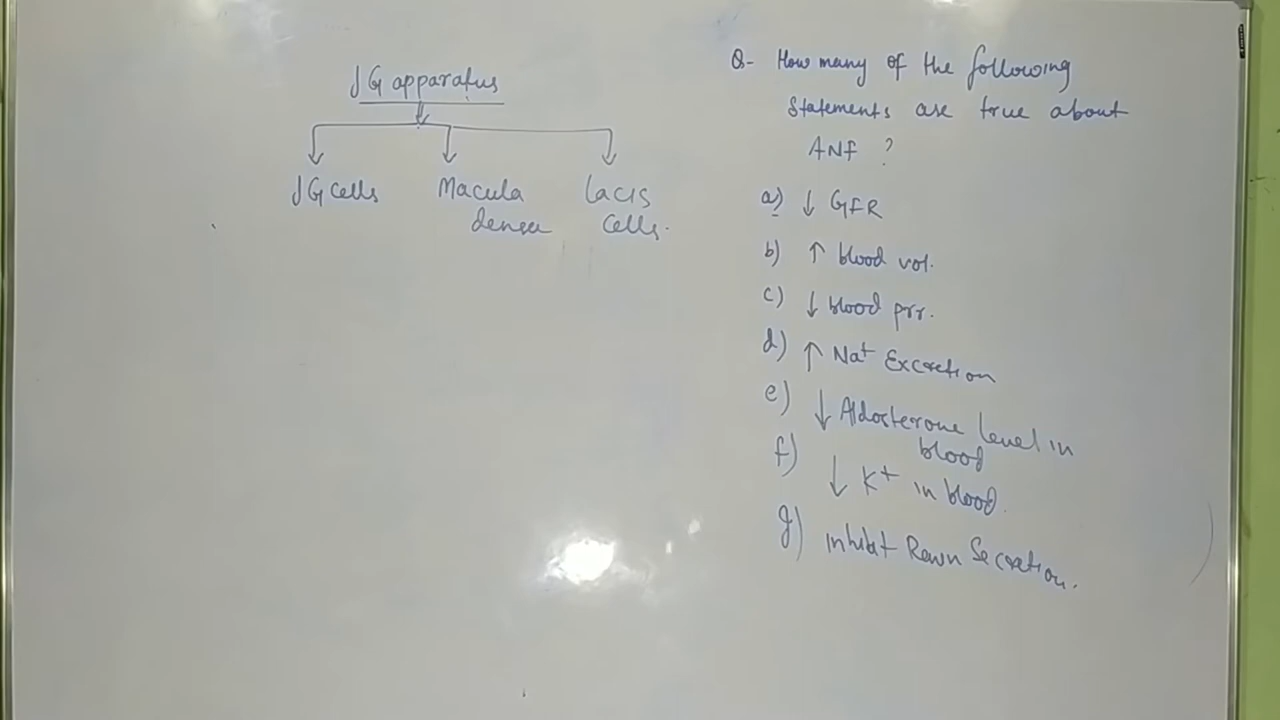 JG apparatus
JG cells
Macula
densa
Lacis
cells.
Q- How many of the following
statements are true about
ANF ?
a) ↓ GFR
b) ↑ blood vol.
c) ↓ blood prr.
d) ↑ Na+ Excretion
e) ↓ Aldosterone level in
blood
f) ↓ K+ in blood.
g) inhibit Renin Secretion.